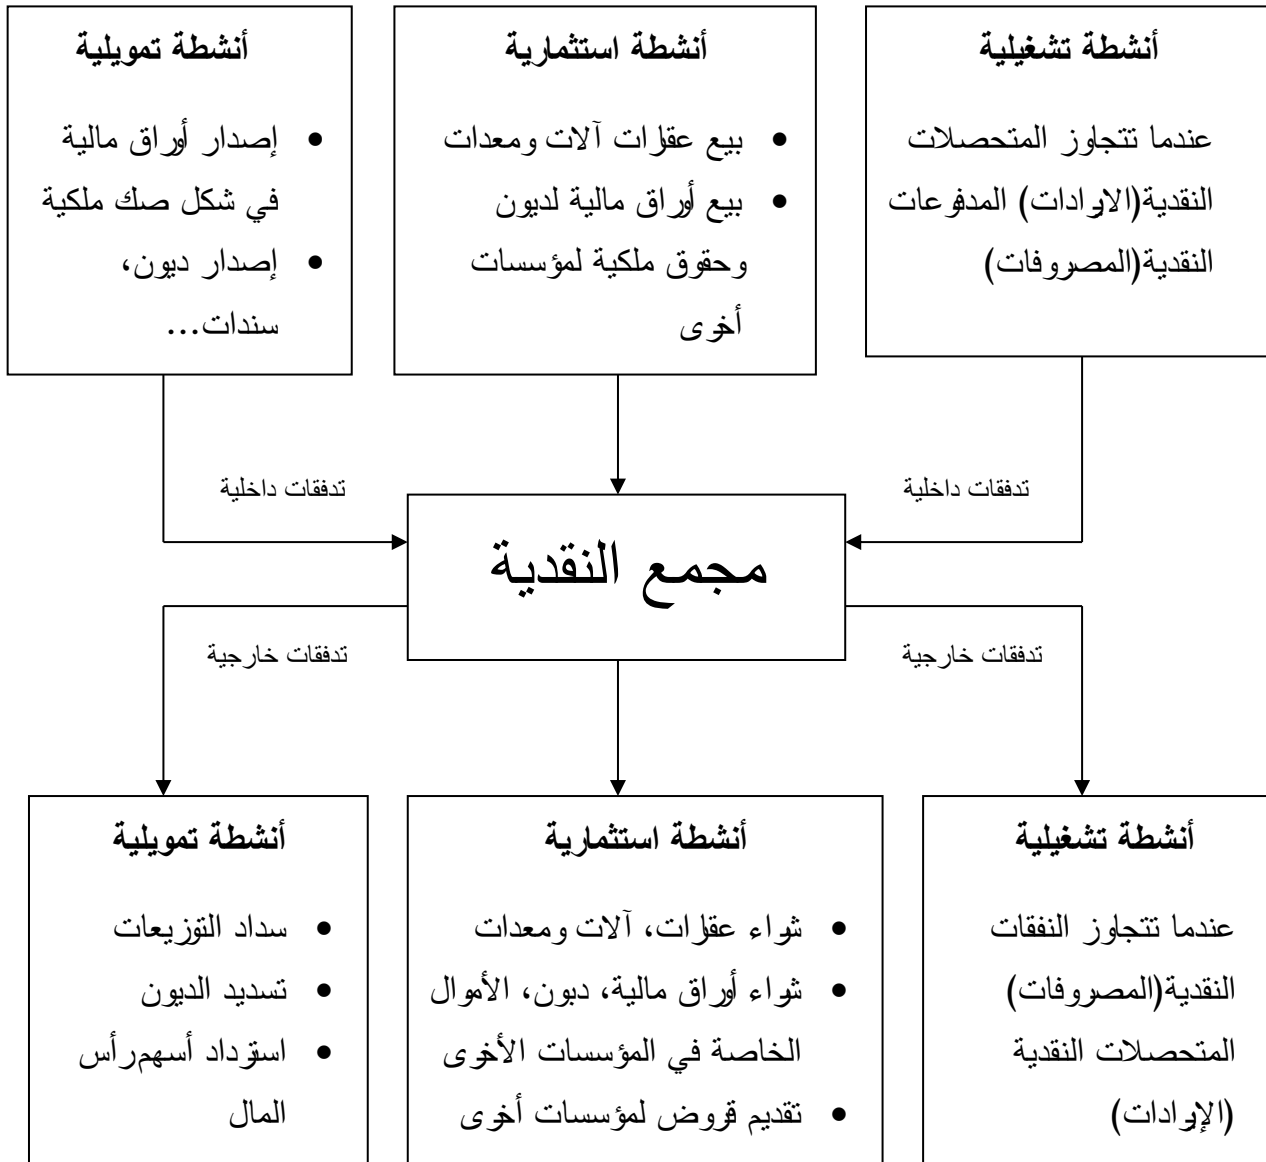 أنشطة تشغيلية
عندما تتجاوز المتحصلات
النقدية(الايرادات) المدفوعات
النقدية(المصروفات)
أنشطة استثمارية
• بيع عقارات آلات ومعدات
• بيع أوراق مالية لديون
وحقوق ملكية لمؤسسات
أخرى
أنشطة تمويلية
• إصدار أوراق مالية
في شكل صك ملكية
• إصدار ديون،
سندات...
تدفقات داخلية
تدفقات داخلية
مجمع النقدية
تدفقات خارجية
تدفقات خارجية
أنشطة تشغيلية
عندما تتجاوز النفقات
النقدية(المصروفات)
المتحصلات النقدية
(الإيرادات)
أنشطة استثمارية
• شراء عقارات، آلات ومعدات
• شراء أوراق مالية، دبون، الأموال
الخاصة في المؤسسات الأخرى
• تقديم قروض لمؤسسات أخرى
أنشطة تمويلية
• سداد التوزيعات
• تسديد الديون
• استرداد أسهم رأس
المال